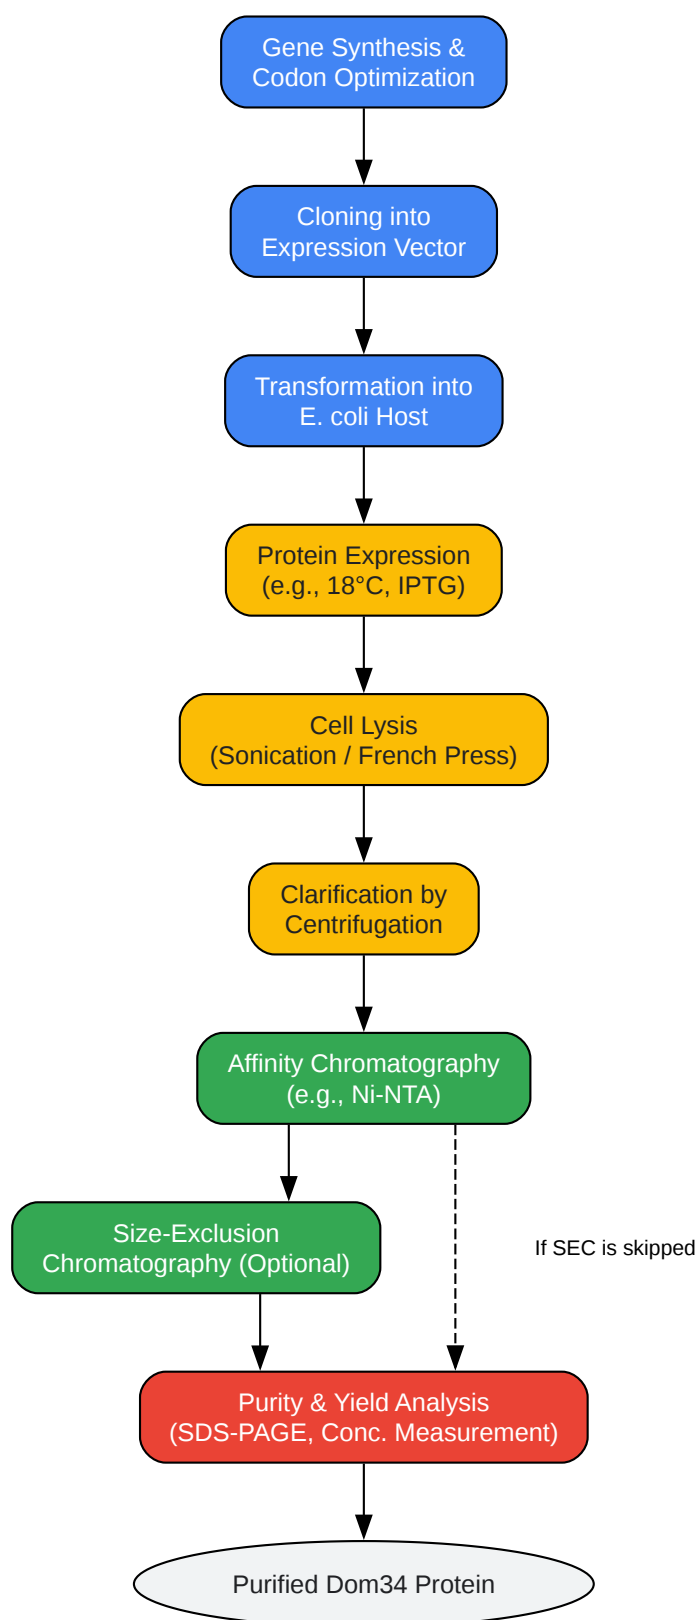 Gene Synthesis &
Codon Optimization
Cloning into
Expression Vector
Transformation into
E. coli Host
Protein Expression
(e.g., 18°C, IPTG)
Cell Lysis
(Sonication / French Press)
Clarification by
Centrifugation
Affinity Chromatography
(e.g., Ni-NTA)
Size-Exclusion
Chromatography (Optional)
If SEC is skipped
Purity & Yield Analysis
(SDS-PAGE, Conc. Measurement)
Purified Dom34 Protein